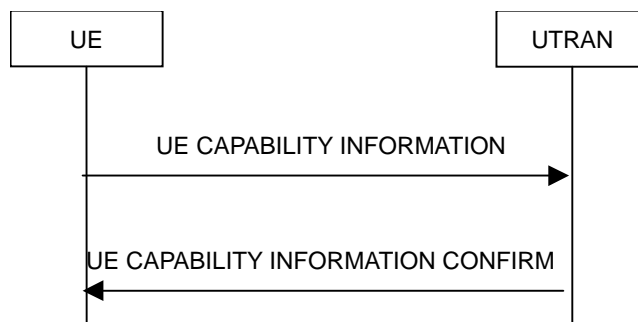 UE
UTRAN
UE CAPABILITY INFORMATION
UE CAPABILITY INFORMATION CONFIRM